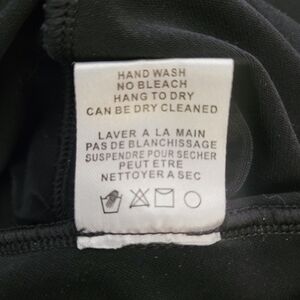 HAND WASH
NO BLEACH
HANG TO DRY
CAN BE DRY CLEANED
LAVER A LA MAIN
PAS DE BLANCHISSAGE
SUSPENDRE POUR SECHER
PEUT ETRE
NETTOYER A SEC